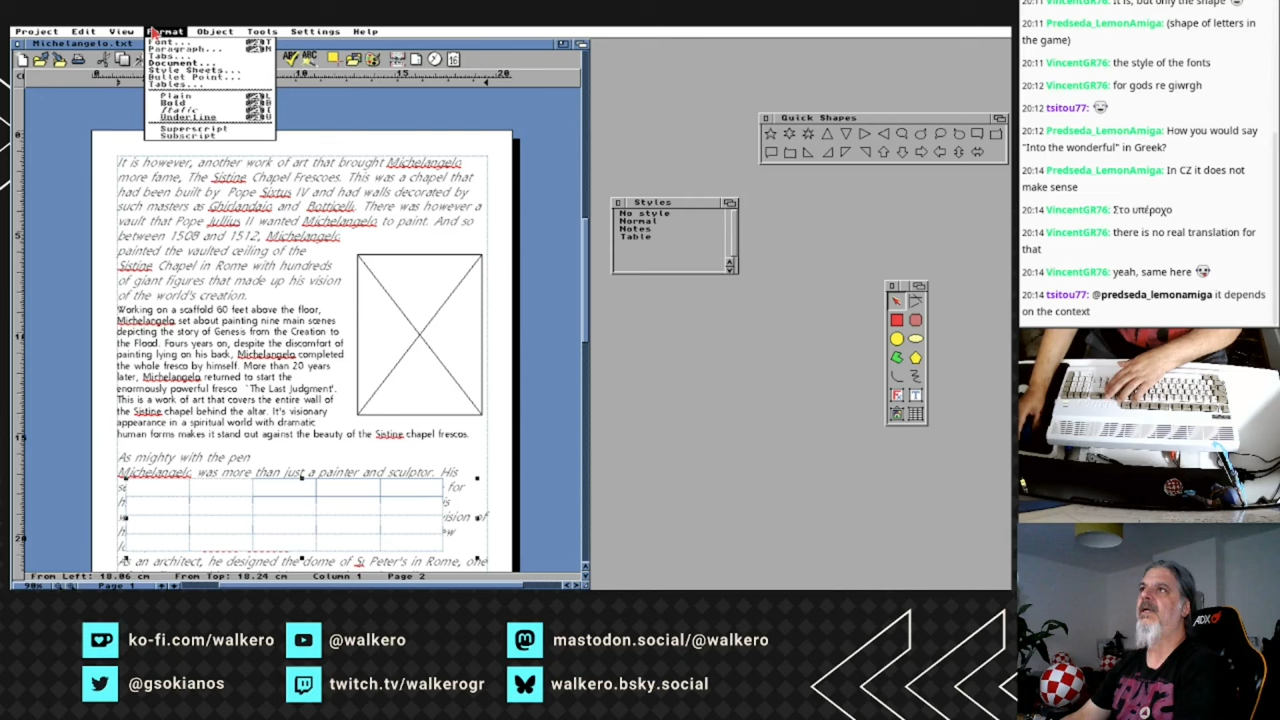 Project Edit View Format Object Tools Settings Help
Michelangelo.txt
Font...
Paragraph...
Tabs...
Document...
Style Sheets...
Bullet Point...
Tables...
Plain
Bold
Italic
Underline
Superscript
Subscript
It is however, another work of art that brought Michelangelo
more fame, The Sistine Chapel Frescoes. This was a chapel that
had been built by Pope Sixtus IV and had walls decorated by
such masters as Ghirlandaio and Botticelli. There was however a
vault that Pope Jullius II wanted Michelangelo to paint. And so
between 1508 and 1512, Michelangelo
painted the vaulted ceiling of the
Sistine Chapel in Rome with hundreds
of giant figures that made up his vision
of the world's creation.
Working on a scaffold 60 feet above the floor,
Michelangelo set about painting nine main scenes
depicting the story of Genesis from the Creation to
the Flood. Fours years on, despite the discomfort of
painting lying on his back, Michelangelo completed
the whole fresco by himself. More than 20 years
later, Michelangelo returned to start the
enormously powerful fresco `The Last Judgment'.
This is a work of art that covers the entire wall of
the Sistine chapel behind the altar. It's visionary
appearance in a spiritual world with dramatic
human forms makes it stand out against the beauty of the Sistine chapel frescos.
As mighty with the pen
Michelangelo was more than just a painter and sculptor. His
for
As an architect, he designed the dome of St Peter's in Rome, one
From Left: 18.06 cm From Top: 18.24 cm Column 1 Page 2
90% Page 1
Quick Shapes
Styles
No style
Normal
Notes
Table
20:11 VincentGR76: It is, but only the shape
20:11 Predseda_LemonAmiga: (shape of letters in
the game)
20:11 VincentGR76: the style of the fonts
20:12 VincentGR76: for gods re giwrgh
20:12 tsitou77:
20:12 Predseda_LemonAmiga: How you would say
"Into the wonderful" in Greek?
20:14 Predseda_LemonAmiga: In CZ it does not
make sense
20:14 VincentGR76: Στο υπέροχο
20:14 VincentGR76: there is no real translation for
that
20:14 VincentGR76: yeah, same here
20:14 tsitou77: @predseda_lemonamiga it depends
on the context
ADX
ko-fi.com/walkero
@walkero
mastodon.social/@walkero
@gsokianos
twitch.tv/walkerogr
walkero.bsky.social